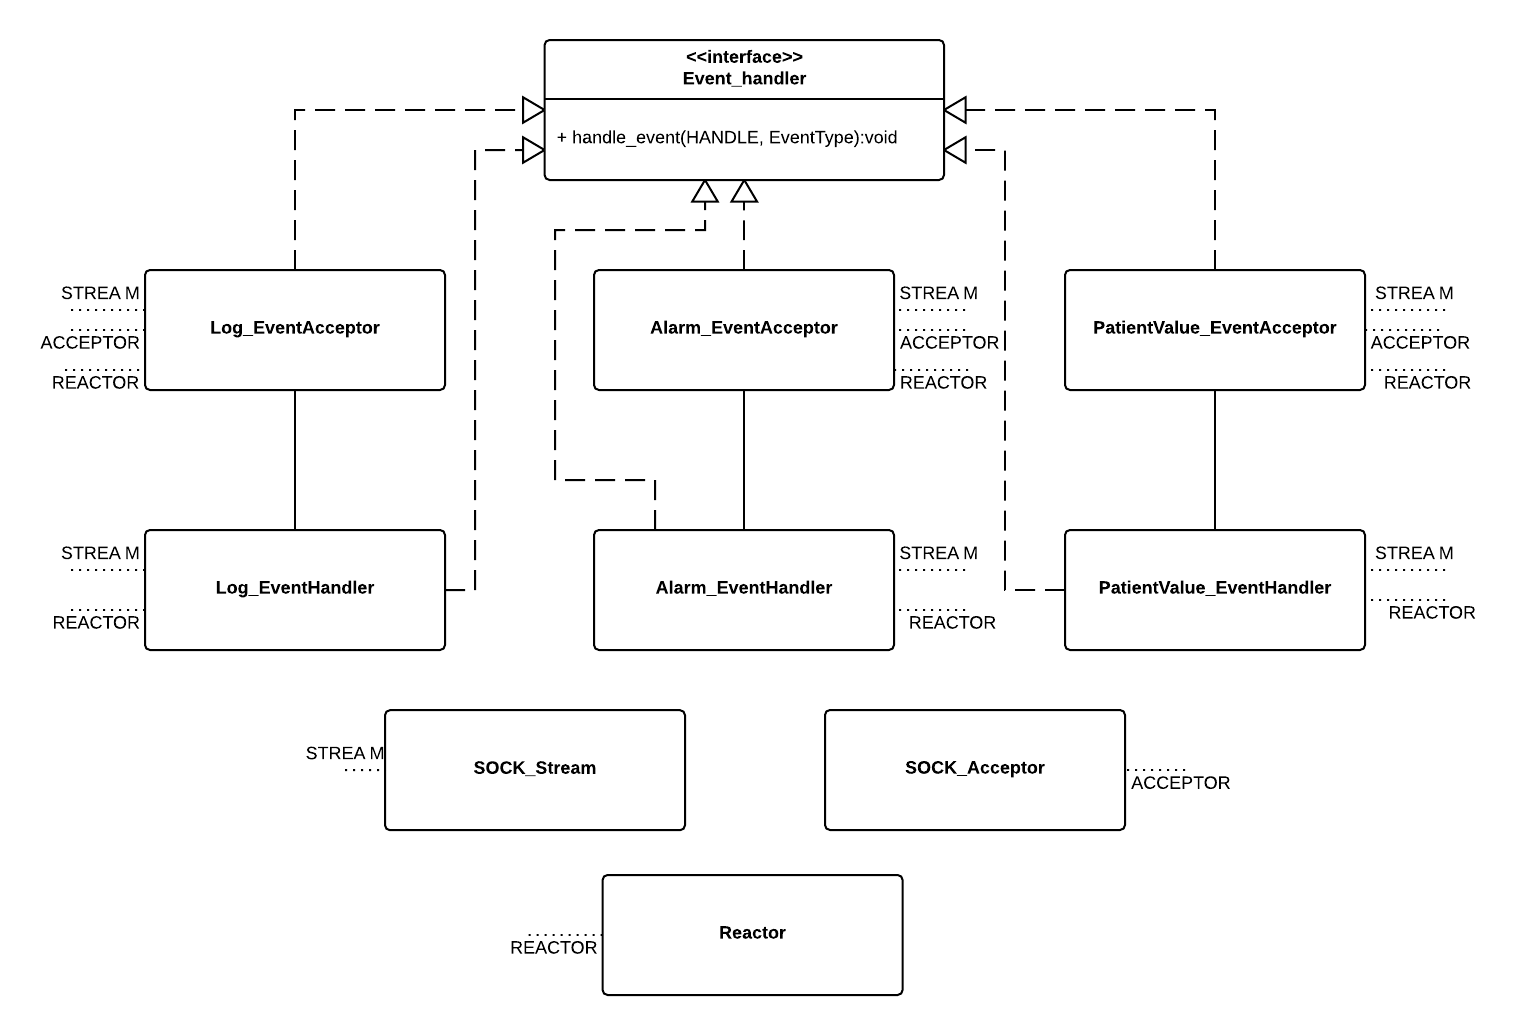 <<interface>>
Event_handler
+ handle_event(HANDLE, EventType):void
STREA M
ACCEPTOR
REACTOR
Log_EventAcceptor
Alarm_EventAcceptor
STREA M
ACCEPTOR
REACTOR
PatientValue_EventAcceptor
STREA M
ACCEPTOR
REACTOR
STREA M
REACTOR
Log_EventHandler
Alarm_EventHandler
STREA M
REACTOR
PatientValue_EventHandler
STREA M
REACTOR
STREA M
SOCK_Stream
SOCK_Acceptor
ACCEPTOR
REACTOR
Reactor